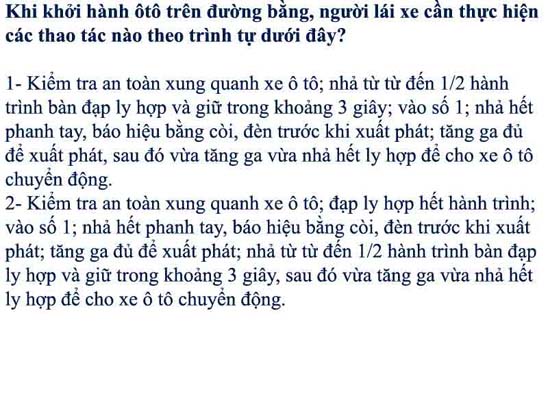 Khi khởi hành ôtô trên đường bằng, người lái xe cần thực hiện
các thao tác nào theo trình tự dưới đây?
1- Kiểm tra an toàn xung quanh xe ô tô; nhả từ từ đến 1/2 hành
trình bàn đạp ly hợp và giữ trong khoảng 3 giây; vào số 1; nhả hết
phanh tay, báo hiệu bằng còi, đèn trước khi xuất phát; tăng ga đủ
để xuất phát, sau đó vừa tăng ga vừa nhả hết ly hợp để cho xe ô tô
chuyển động.
2- Kiểm tra an toàn xung quanh xe ô tô; đạp ly hợp hết hành trình;
vào số 1; nhả hết phanh tay, báo hiệu bằng còi, đèn trước khi xuất
phát; tăng ga đủ để xuất phát; nhả từ từ đến 1/2 hành trình bàn đạp
ly hợp và giữ trong khoảng 3 giây, sau đó vừa tăng ga vừa nhả hết
ly hợp để cho xe ô tô chuyển động.